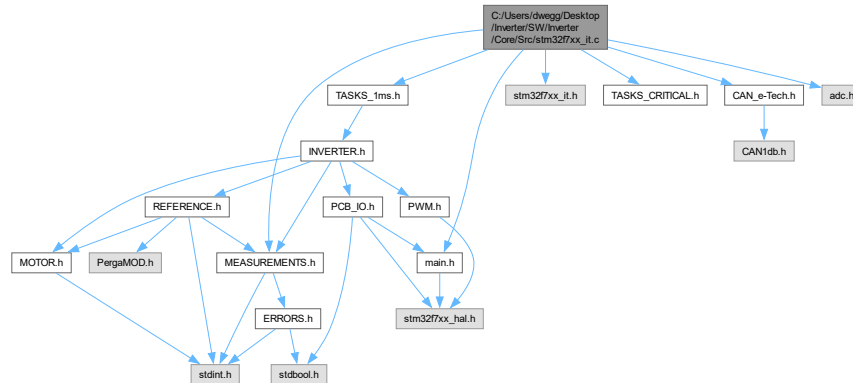 C:/Users/dwegg/Desktop
/Inverter/SW/Inverter
/Core/Src/stm32f7xx_it.c
TASKS_1ms.h
stm32f7xx_it.h
TASKS_CRITICAL.h
CAN_e-Tech.h
adc.h
INVERTER.h
CAN1db.h
REFERENCE.h
PCB_IO.h
PWM.h
MOTOR.h
PergaMOD.h
MEASUREMENTS.h
main.h
ERRORS.h
stm32f7xx_hal.h
stdint.h
stdbool.h